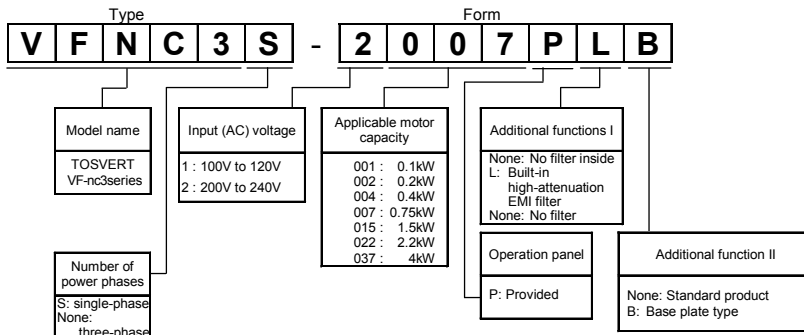 Type
Form
V F N C 3 S - 2 0 0 7 P L B
Model name
TOSVERT
VF-nc3series
Number of
power phases
S: single-phase
None:
three-phase
Input (AC) voltage
1 : 100V to 120V
2 : 200V to 240V
Applicable motor
capacity
001 : 0.1kW
002 : 0.2kW
004 : 0.4kW
007 : 0.75kW
015 : 1.5kW
022 : 2.2kW
037 : 4kW
Additional functions I
None: No filter inside
L: Built-in
high-attenuation
EMI filter
None: No filter
Operation panel
P: Provided
Additional function II
None: Standard product
B: Base plate type